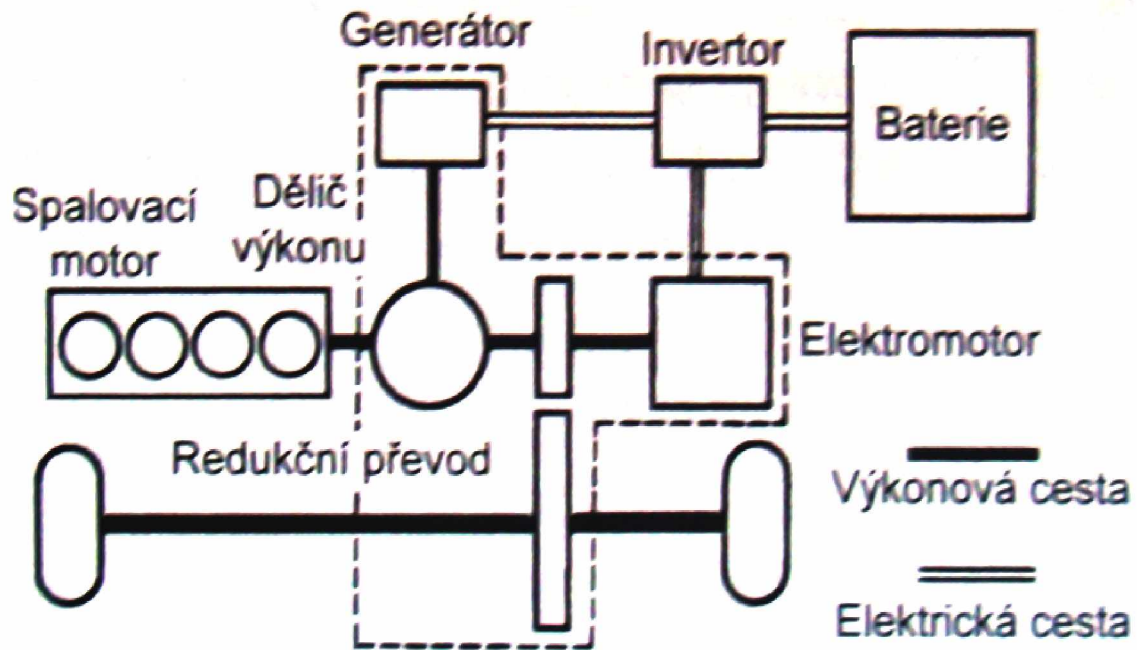 Generátor
Invertor
Baterie
Spalovací
motor
Dělič
výkonu
Elektromotor
Redukční převod
Výkonová cesta
Elektrická cesta